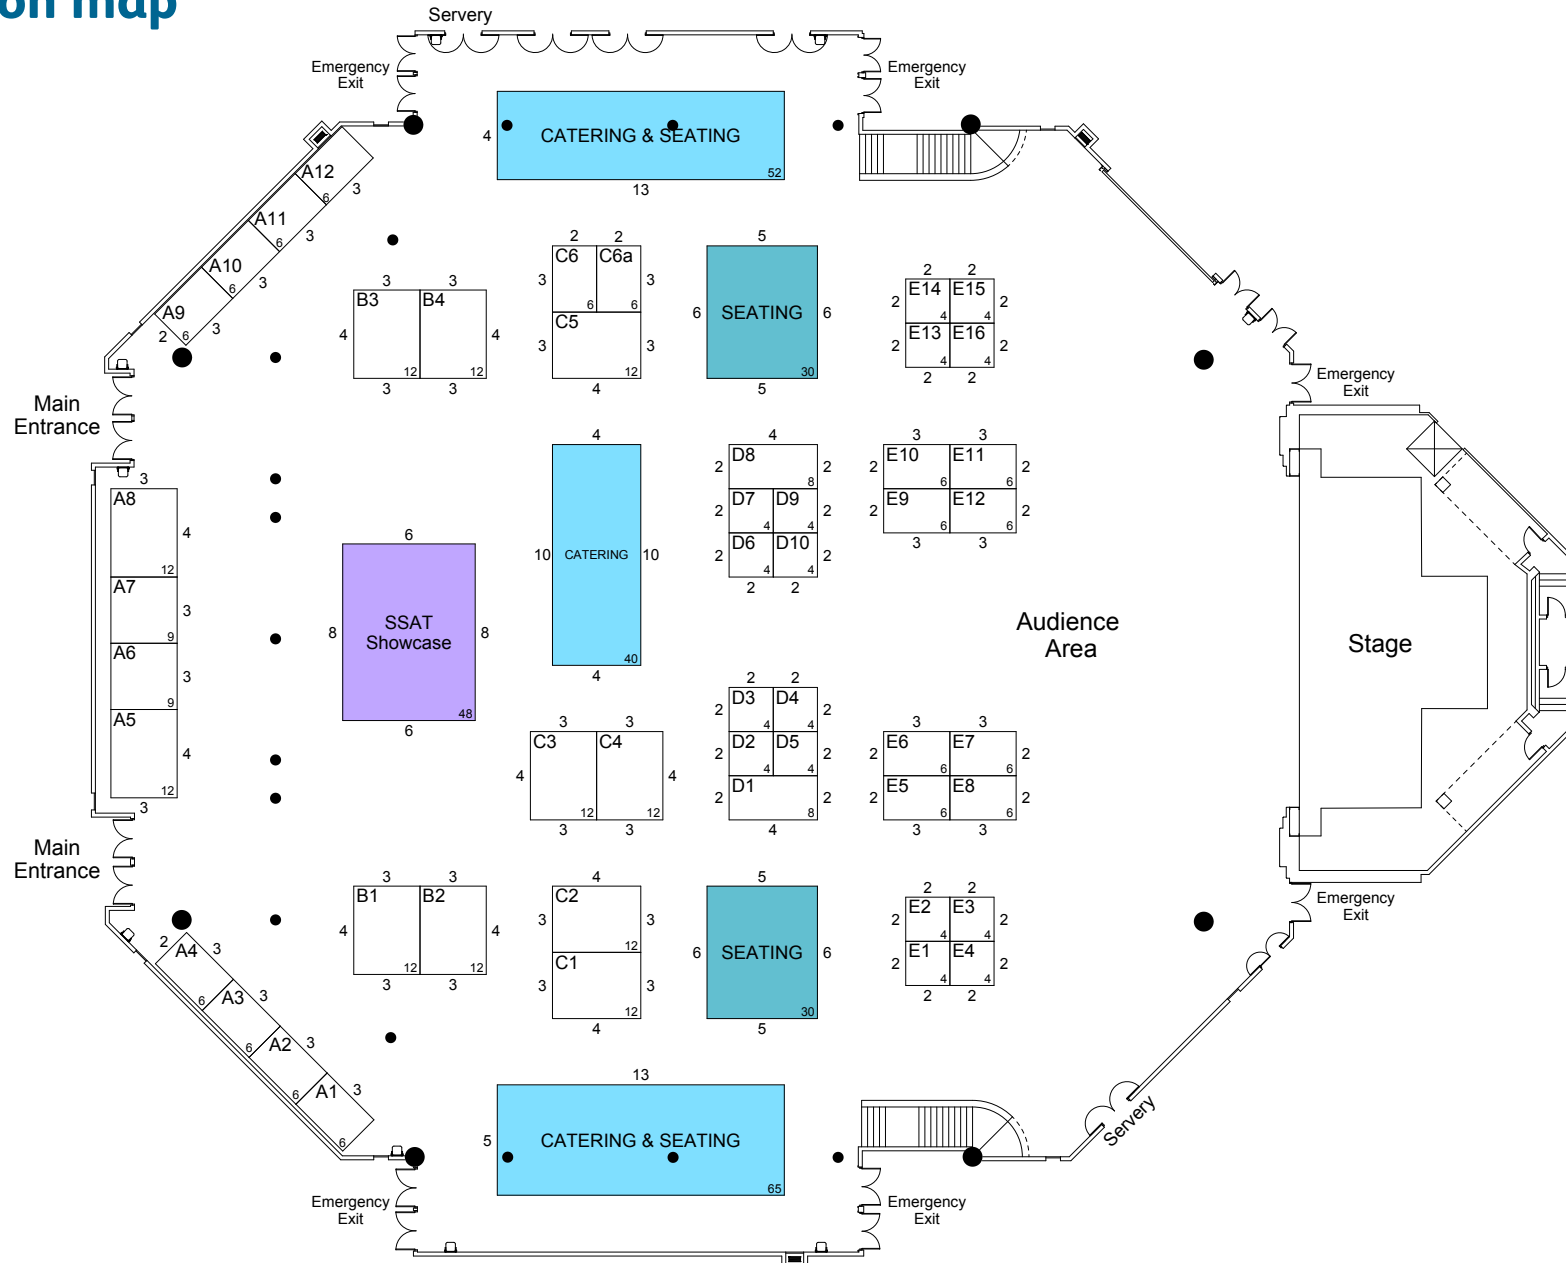 on map
Servery
Emergency
Exit
Emergency
Exit
4
CATERING & SEATING
52
13
A12
6
3
A11
6
3
A10
6
3
A9
2
6
3
3
3
B3
B4
4
4
12
12
3
3
2
2
C6
C6a
3
3
6
6
C5
3
3
12
4
5
6
SEATING
6
30
5
2
2
E14
E15
2
2
4
4
E13
E16
2
2
4
4
2
2
Emergency
Exit
Main
Entrance
3
A8
4
12
A7
3
9
A6
3
9
A5
4
12
3
6
8
SSAT
Showcase
8
48
6
4
10
CATERING
10
40
4
4
D8
2
2
8
D7
D9
2
2
4
4
D6
D10
2
2
4
4
2
2
3
3
E10
E11
2
2
6
6
E9
E12
2
2
6
6
3
3
Audience
Area
Stage
3
3
C3
C4
4
4
12
12
3
3
2
2
D3
D4
2
2
4
4
D2
D5
2
2
4
4
D1
2
2
8
4
3
3
E6
E7
2
2
6
6
E5
E8
2
2
6
6
3
3
Main
Entrance
2
A4
3
6
A3
3
6
A2
3
6
A1
3
6
3
3
B1
B2
4
4
12
12
3
3
4
C2
3
3
12
C1
3
3
12
4
5
6
SEATING
6
30
5
2
2
E2
E3
2
2
4
4
E1
E4
2
2
4
4
2
2
Emergency
Exit
13
5
CATERING & SEATING
65
Servery
Emergency
Exit
Emergency
Exit